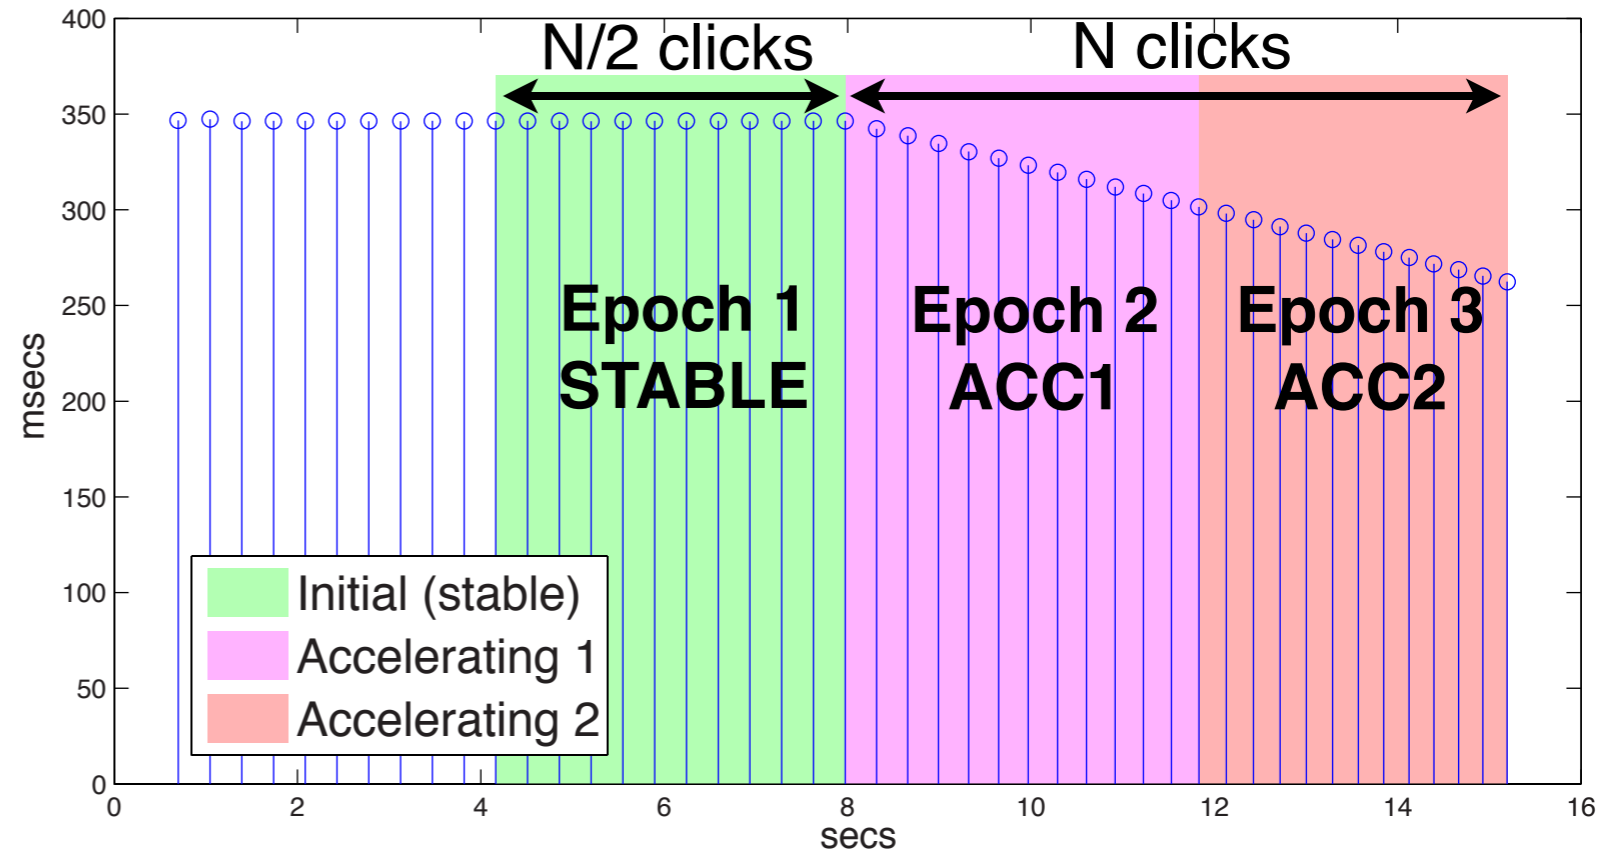 N/2 clicks
N clicks
400
350
300
250
200
150
100
50
0
msecs
Epoch 1
STABLE
Epoch 2
ACC1
Epoch 3
ACC2
Initial (stable)
Accelerating 1
Accelerating 2
0 2 4 6 8 10 12 14 16
secs